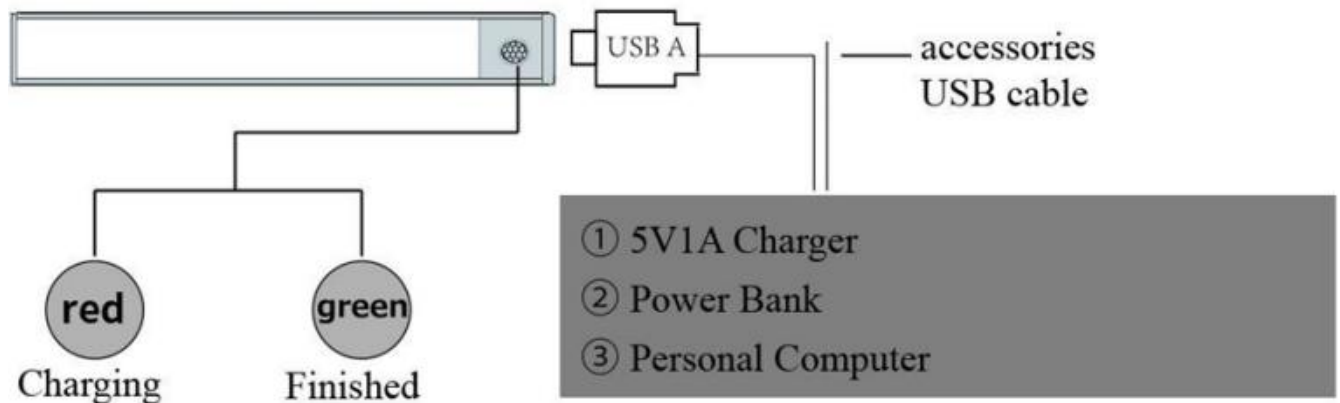 USB A
accessories
USB cable
① 5V1A Charger
② Power Bank
③ Personal Computer
red
green
Charging
Finished